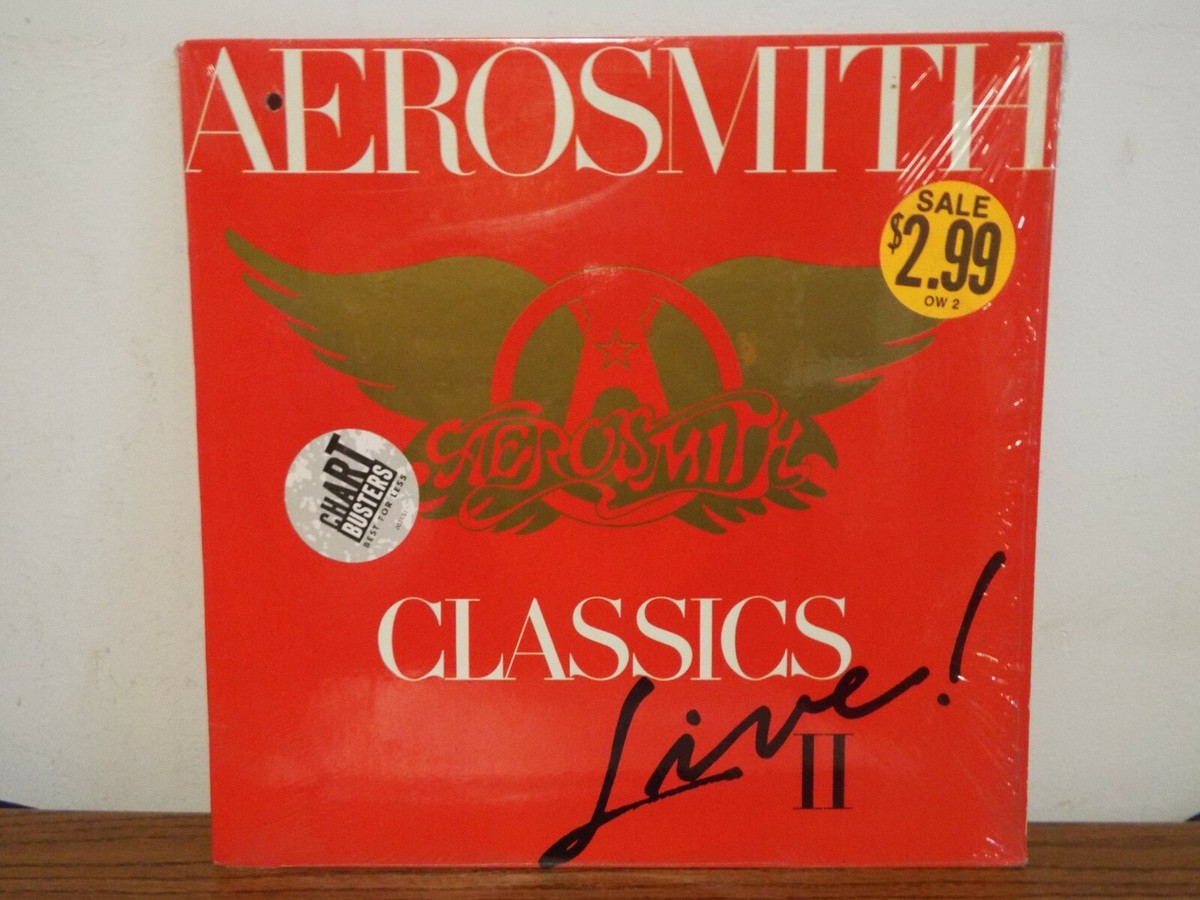 AEROSMITH
SALE
$2.99
OW 2
AEROSMITH
CHART
BUSTERS
BEST FOR LESS
CLASSICS
Live!
II